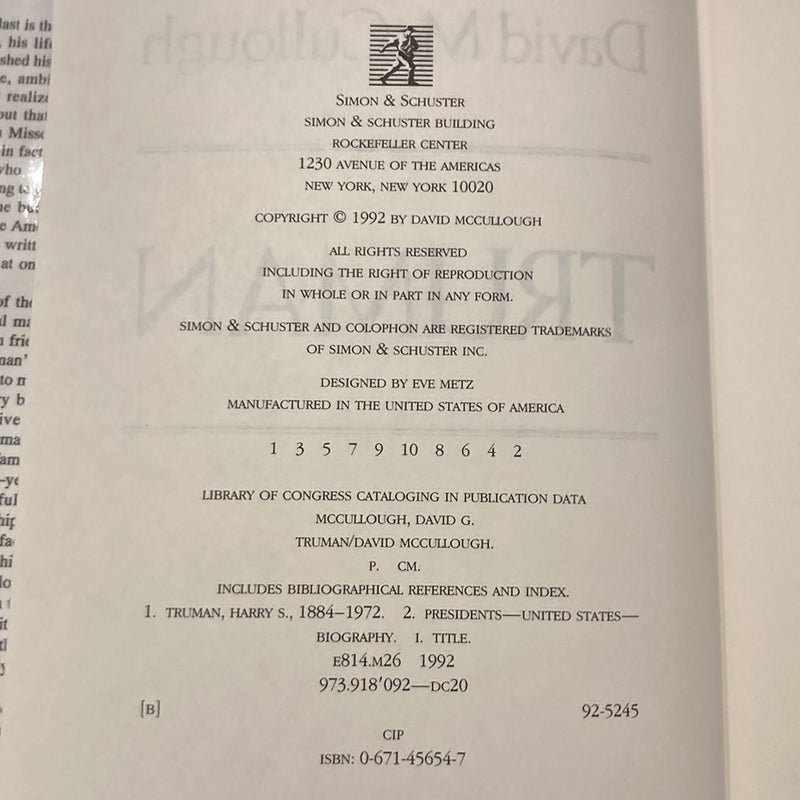 SIMON & SCHUSTER
SIMON & SCHUSTER BUILDING
ROCKEFELLER CENTER
1230 AVENUE OF THE AMERICAS
NEW YORK, NEW YORK 10020
COPYRIGHT © 1992 BY DAVID MCCULLOUGH
ALL RIGHTS RESERVED
INCLUDING THE RIGHT OF REPRODUCTION
IN WHOLE OR IN PART IN ANY FORM.
SIMON & SCHUSTER AND COLOPHON ARE REGISTERED TRADEMARKS
OF SIMON & SCHUSTER INC.
DESIGNED BY EVE METZ
MANUFACTURED IN THE UNITED STATES OF AMERICA
1 3 5 7 9 10 8 6 4 2
LIBRARY OF CONGRESS CATALOGING IN PUBLICATION DATA
MCCULLOUGH, DAVID G.
TRUMAN/DAVID MCCULLOUGH.
P. CM.
INCLUDES BIBLIOGRAPHICAL REFERENCES AND INDEX.
1. TRUMAN, HARRY S., 1884–1972. 2. PRESIDENTS—UNITED STATES—
BIOGRAPHY. I. TITLE.
E814.M26 1992
973.918'092—DC20
[B] 92-5245
CIP
ISBN: 0-671-45654-7